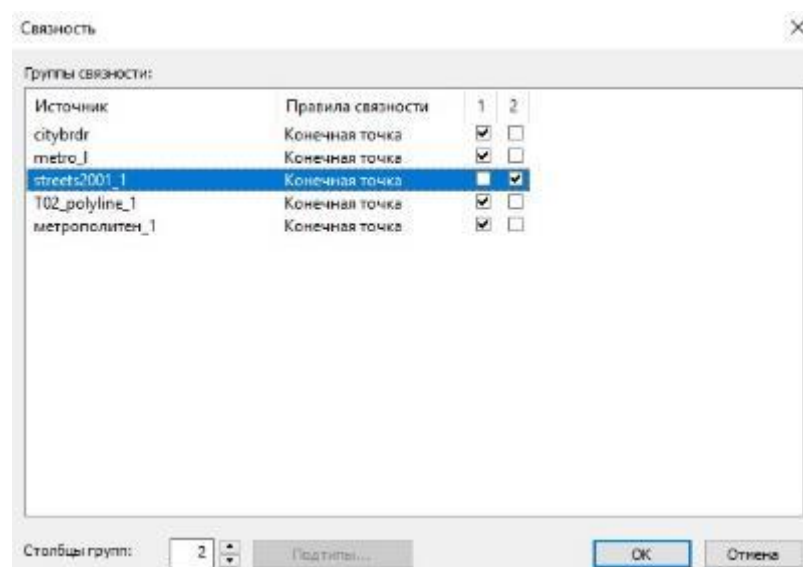 Связность
Группы связности:
Источник Правила связности 1 2
citybrdr Конечная точка
metro_l Конечная точка
streets2001_1 Конечная точка
T02_polyline_1 Конечная точка
метрополитен_1 Конечная точка
Столбцы групп: 2 Подтипы... OK Отмена